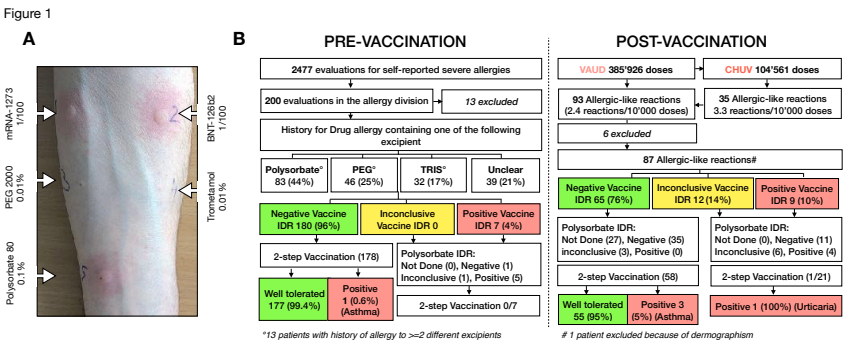 Figure 1
A
mRNA-1273
1/100
PEG 2000
0.01%
Polysorbate 80
0.1%
BNT-126b2
1/100
Trometamol
0.01%
2
B
PRE-VACCINATION
2477 evaluations for self-reported severe allergies
200 evaluations in the allergy division
13 excluded
History for Drug allergy containing one of the following
excipient
Polysorbate°
83 (44%)
PEG°
46 (25%)
TRIS°
32 (17%)
Unclear
39 (21%)
Negative Vaccine
IDR 180 (96%)
Inconclusive
Vaccine IDR 0
Positive Vaccine
IDR 7 (4%)
2-step Vaccination (178)
Polysorbate IDR:
Not Done (0), Negative (1)
Inconclusive (1), Positive (5)
Well tolerated
177 (99.4%)
Positive
1 (0.6%)
(Asthma)
2-step Vaccination 0/7
°13 patients with history of allergy to >=2 different excipients
POST-VACCINATION
VAUD 385'926 doses
CHUV 104'561 doses
93 Allergic-like reactions
(2.4 reactions/10'000 doses)
35 Allergic-like reactions
3.3 reactions/10'000 doses
6 excluded
87 Allergic-like reactions#
Negative Vaccine
IDR 65 (76%)
Inconclusive Vaccine
IDR 12 (14%)
Positive Vaccine
IDR 9 (10%)
Polysorbate IDR:
Not Done (27), Negative (35)
inconclusive (3), Positive (0)
Polysorbate IDR:
Not Done (0), Negative (11)
Inconclusive (6), Positive (4)
2-step Vaccination (58)
2-step Vaccination (1/21)
Well tolerated
55 (95%)
Positive 3
(5%) (Asthma)
Positive 1 (100%) (Urticaria)
# 1 patient excluded because of dermographism